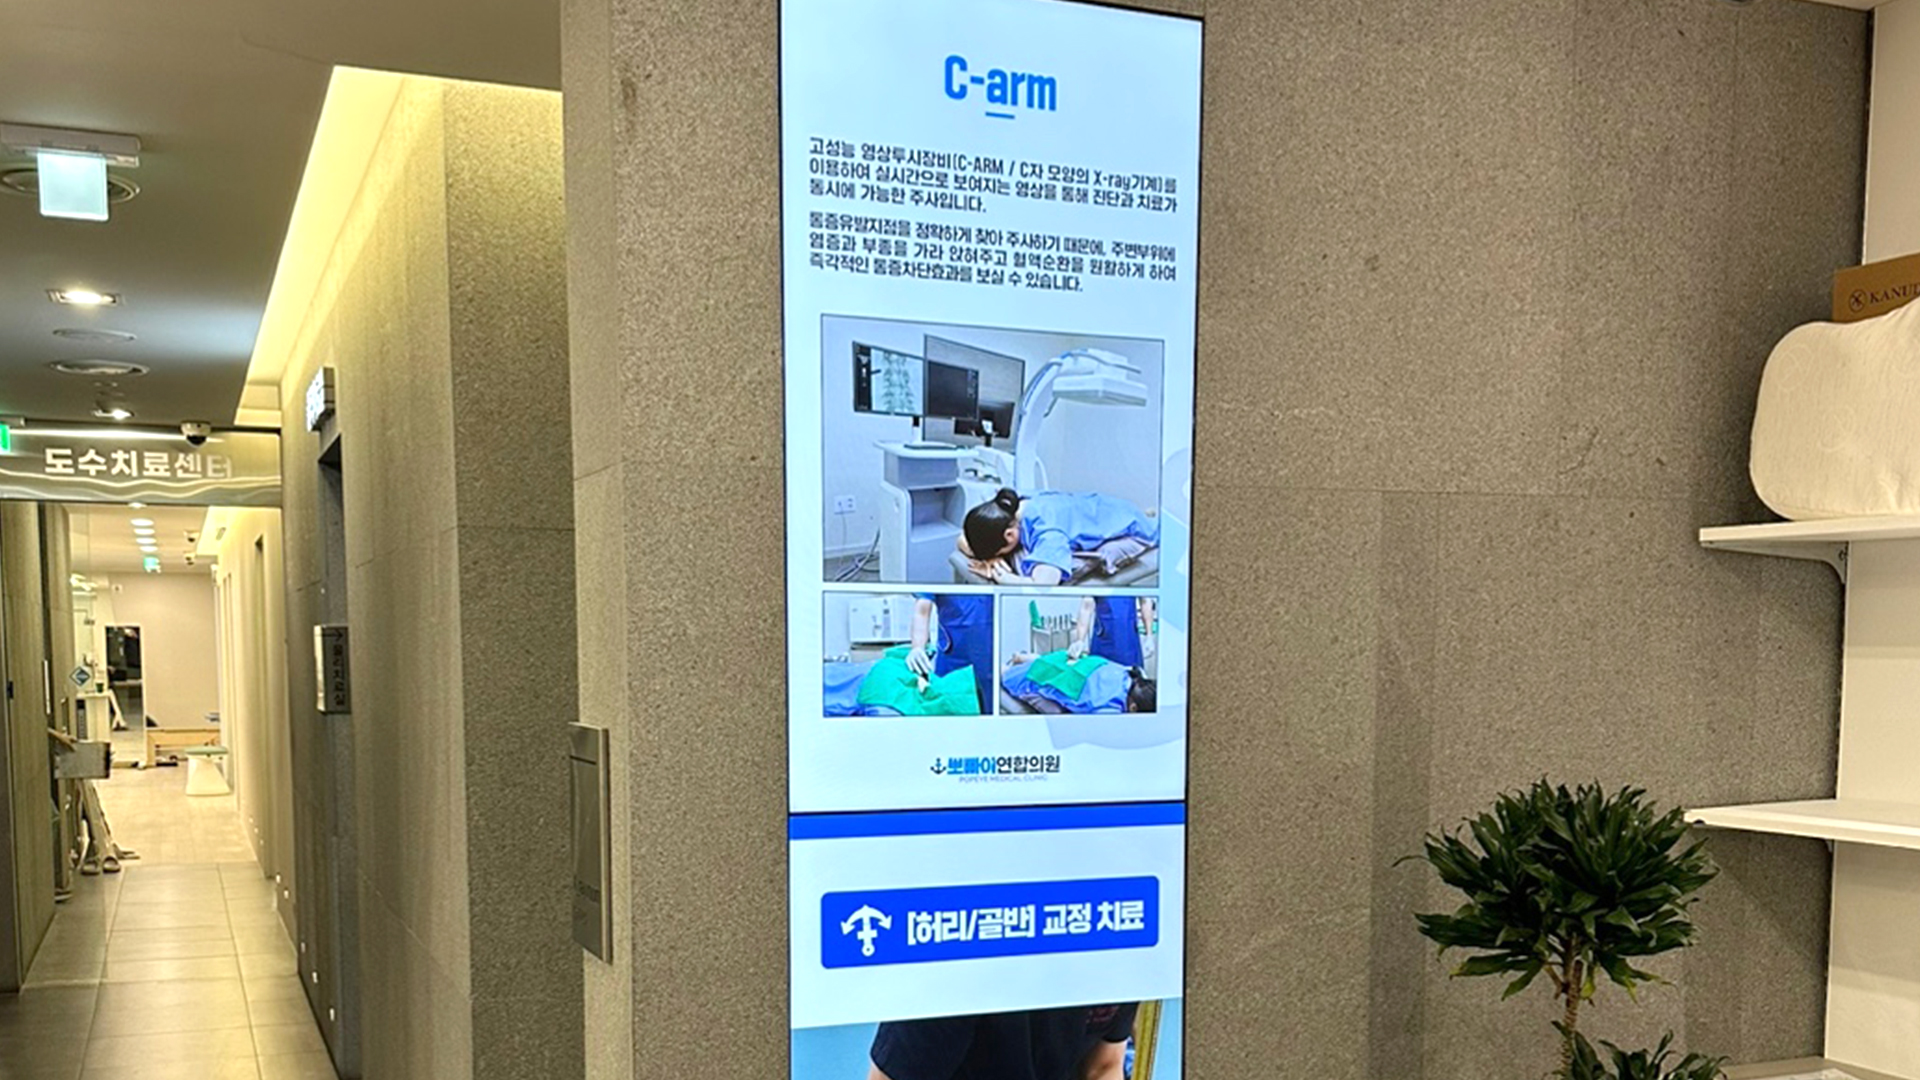 C-arm
고성능 영상투시장비(C-ARM / C자 모양의 X-ray기계)를
이용하여 실시간으로 보여지는 영상을 통해 진단과 치료가
동시에 가능한 주사입니다.
통증유발지점을 정확하게 찾아 주사하기 때문에, 주변부위에
염증과 부종을 가라 앉혀주고 혈액순환을 원활하게 하여
즉각적인 통증차단효과를 보실 수 있습니다.
뽀빠이연합의원
POPEYE MEDICAL CLINIC
[허리/골반] 교정 치료
도수치료센터
물리치료실